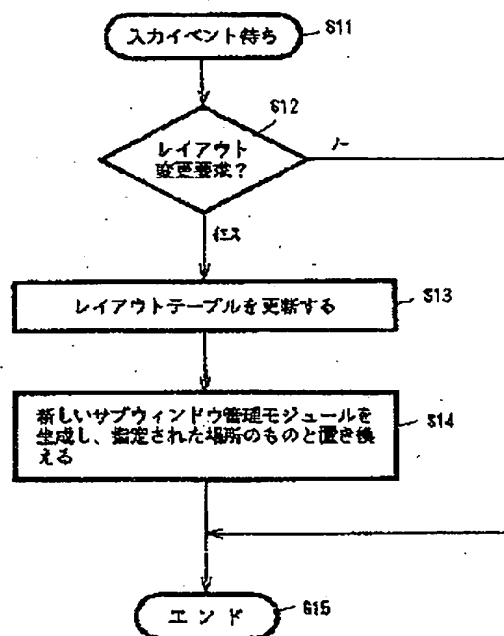 入力イベント待ち
S11
S12
レイアウト
変更要求?
ノー
イエス
レイアウトテーブルを更新する
S13
新しいサブウィンドウ管理モジュールを
生成し、指定された場所のものと置き換
える
S14
エンド
S15